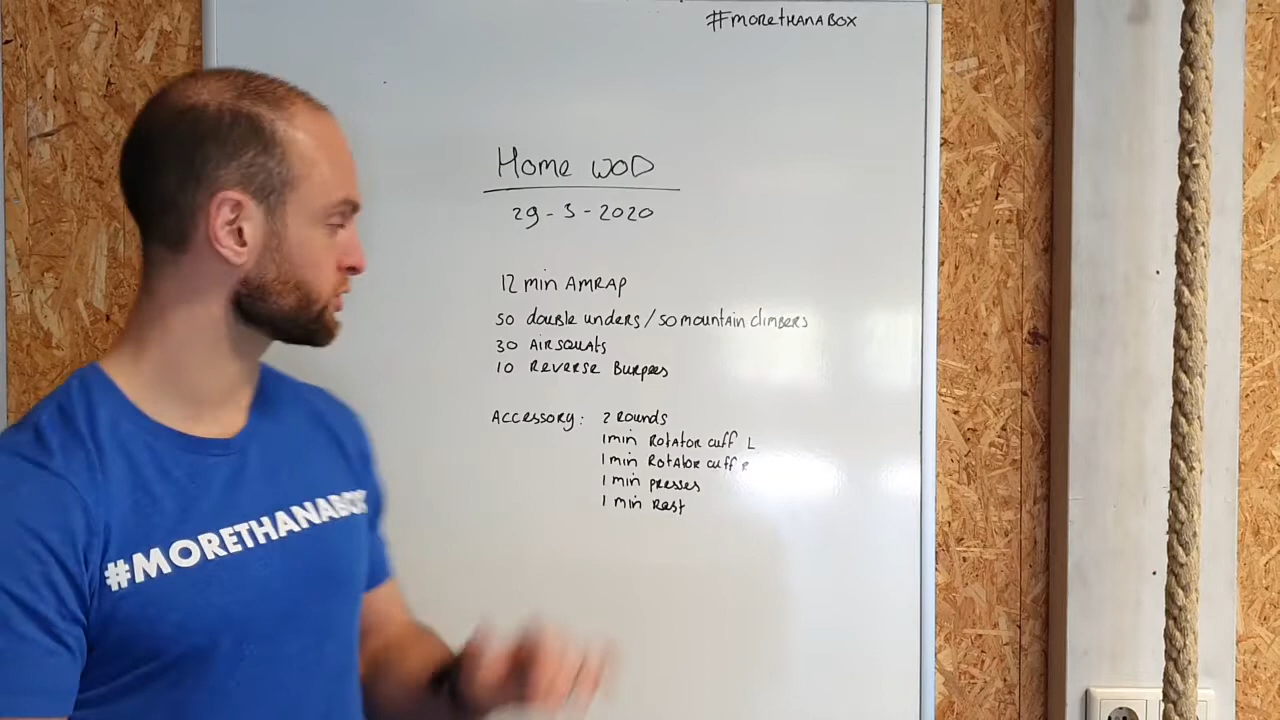 #MORETHANABOX
Home WOD
29-3-2020
12 min AMRAP
50 double unders / 50 mountain climbers
30 Air squats
10 Reverse Burpees
Accessory: 2 Rounds
1 min Rotator cuff L
1 min Rotator cuff R
1 min presses
1 min Rest
#MORETHANABOX